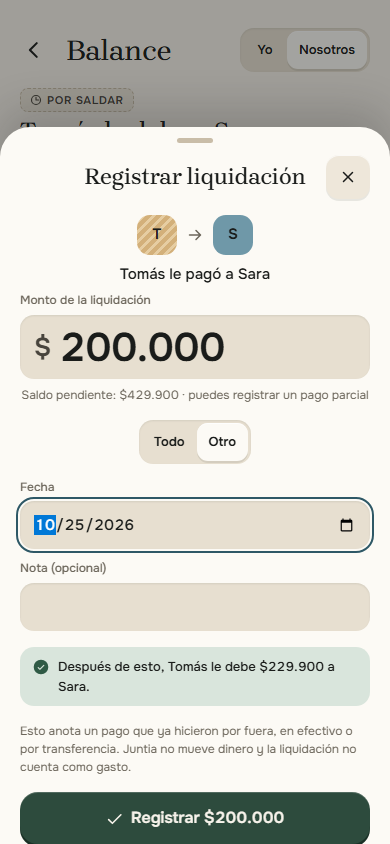 Balance
Yo
Nosotros
POR SALDAR
Registrar liquidación
T
S
Tomás le pagó a Sara
Monto de la liquidación
$ 200.000
Saldo pendiente: $429.900 · puedes registrar un pago parcial
Todo
Otro
Fecha
10/25/2026
Nota (opcional)
Después de esto, Tomás le debe $229.900 a
Sara.
Esto anota un pago que ya hicieron por fuera, en efectivo o
por transferencia. Juntia no mueve dinero y la liquidación no
cuenta como gasto.
Registrar $200.000